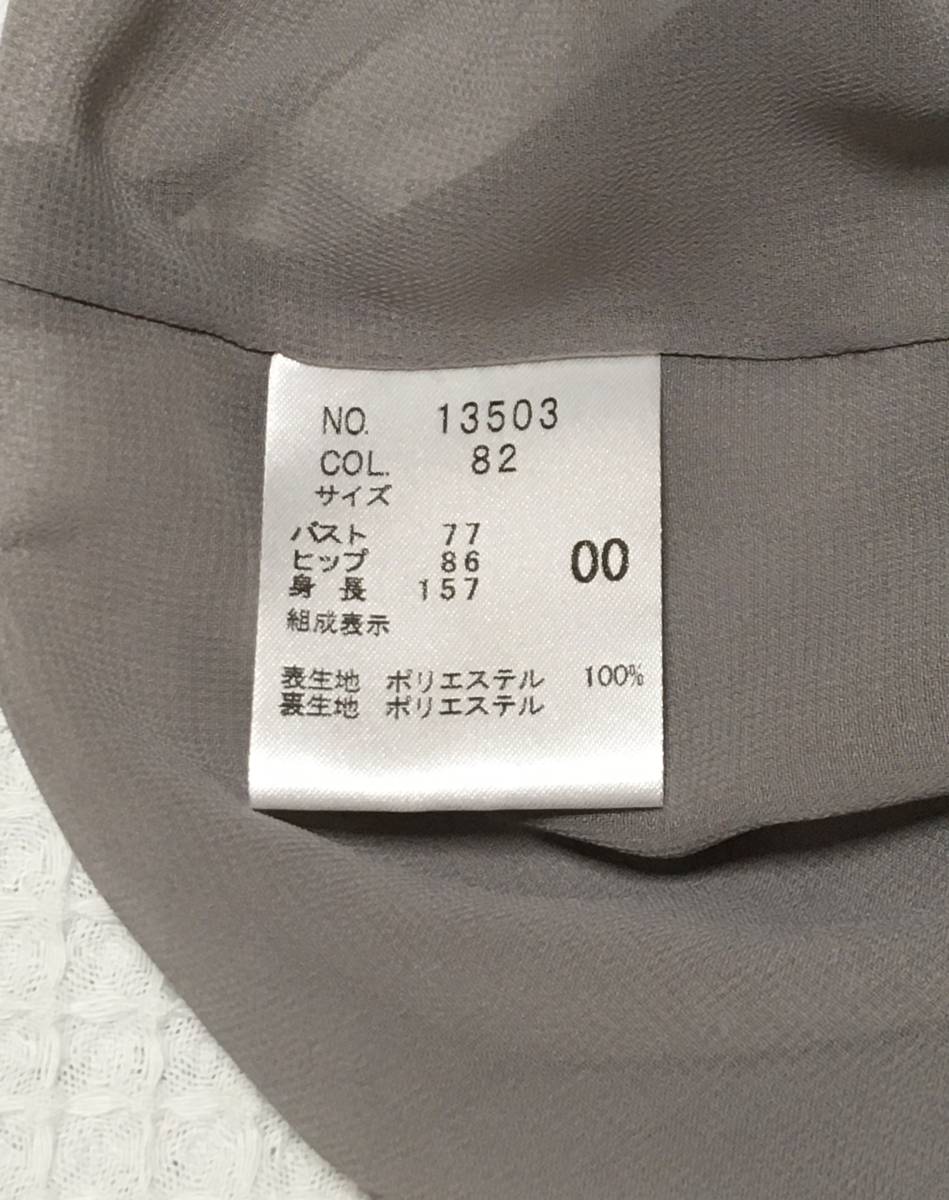 NO. 13503
COL. 82
サイズ
バスト 77
ヒップ 86 00
身長 157
組成表示
表生地 ポリエステル 100%
裏生地 ポリエステル